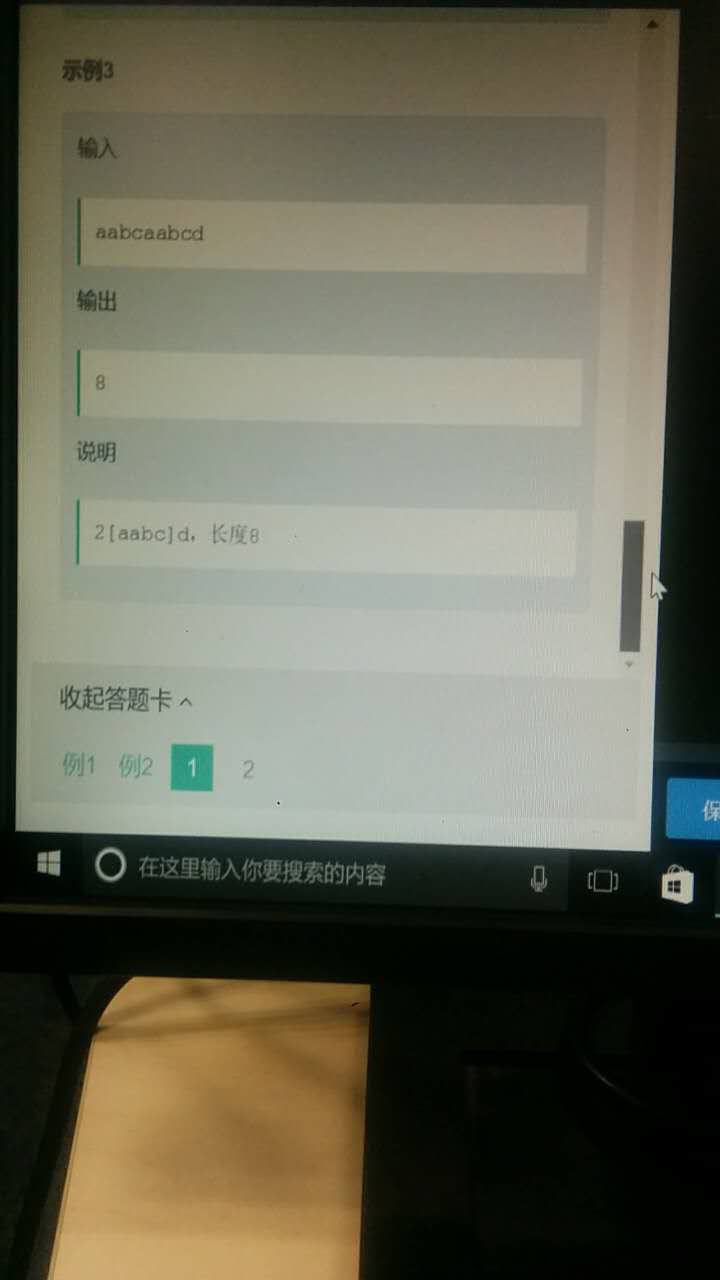 示例3
输入
aabcaabcd
输出
8
说明
2[aabc]d，长度8
收起答题卡
例1 例2 1 2
保
在这里输入你要搜索的内容